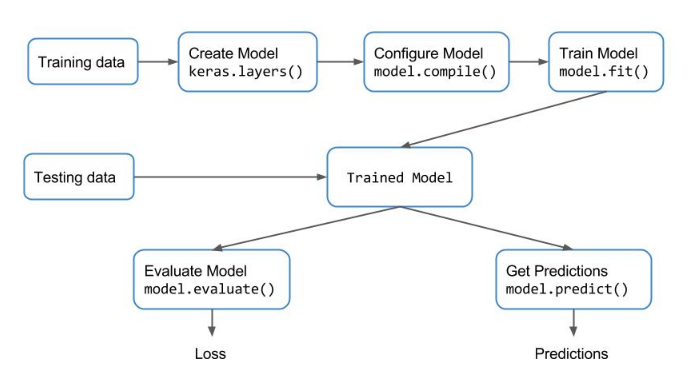 Training data
Create Model
keras.layers()
Configure Model
model.compile()
Train Model
model.fit()
Testing data
Trained Model
Evaluate Model
model.evaluate()
Get Predictions
model.predict()
Loss
Predictions